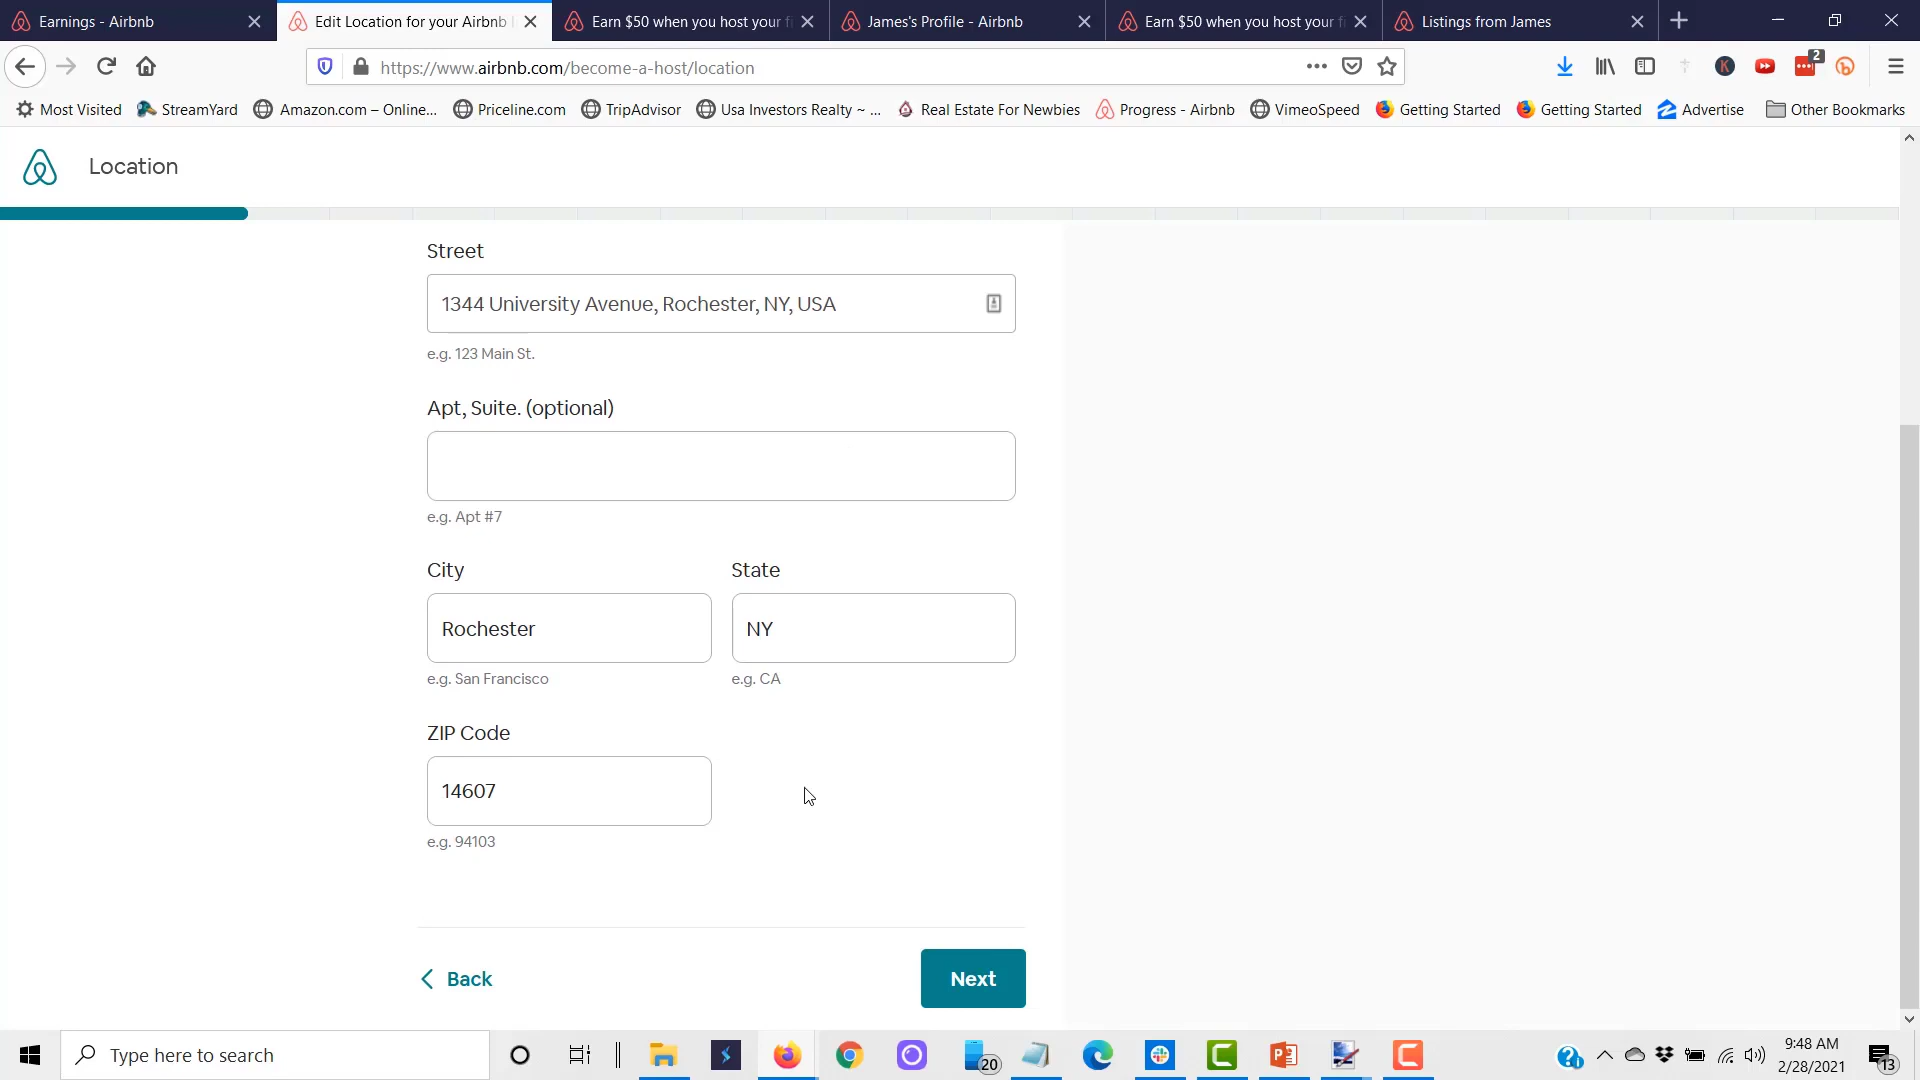 Earnings - Airbnb
Edit Location for your Airbnb
Earn $50 when you host your fi
James's Profile - Airbnb
Earn $50 when you host your fi
Listings from James
https://www.airbnb.com/become-a-host/location
2
Most Visited
StreamYard
Amazon.com – Online...
Priceline.com
TripAdvisor
Usa Investors Realty ~ ...
Real Estate For Newbies
Progress - Airbnb
VimeoSpeed
Getting Started
Getting Started
Advertise
Other Bookmarks
Location
Street
1344 University Avenue, Rochester, NY, USA
e.g. 123 Main St.
Apt, Suite. (optional)
e.g. Apt #7
City
State
Rochester
NY
e.g. San Francisco
e.g. CA
ZIP Code
14607
e.g. 94103
Back
Next
Type here to search
20
9:48 AM
2/28/2021
13